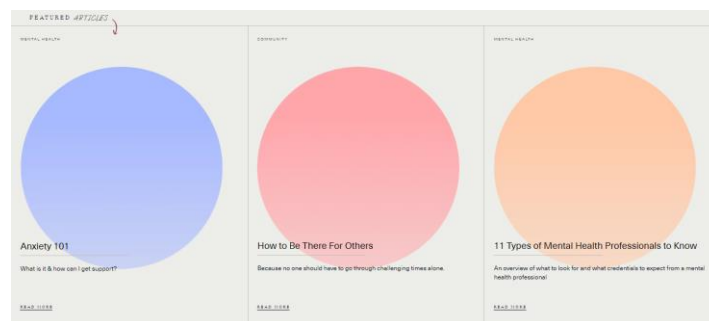 FEATURED ARTICLES
MENTAL HEALTH
Anxiety 101
What is it & how can I get support?
READ MORE
COMMUNITY
How to Be There For Others
Because no one should have to go through challenging times alone.
READ MORE
MENTAL HEALTH
11 Types of Mental Health Professionals to Know
An overview of what to look for and what credentials to expect from a mental
health professional
READ MORE